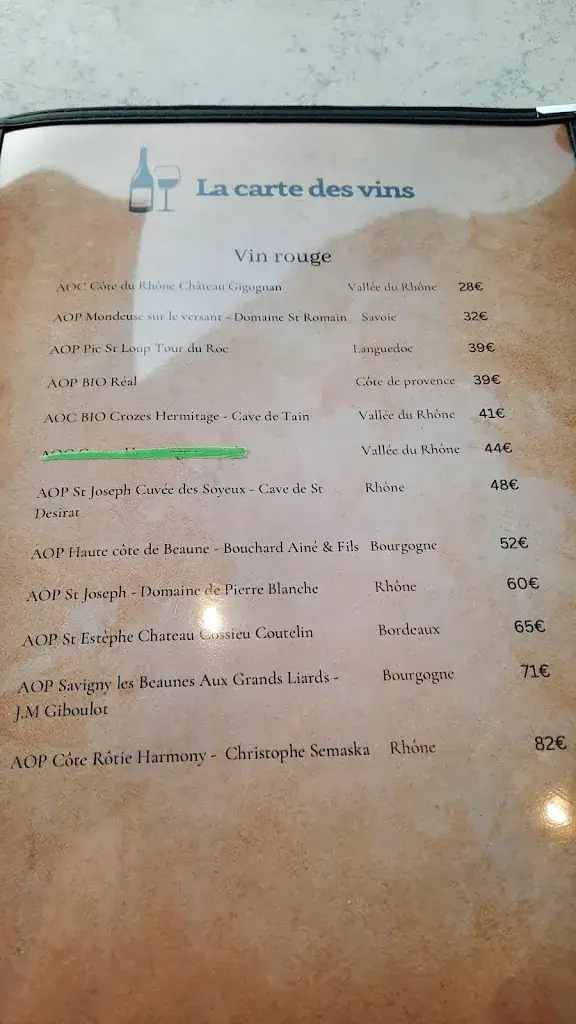 La carte des vins
Vin rouge
AOC Côte du Rhône Château Gigognan Vallée du Rhône 28€
AOP Mondeuse sur le versant - Domaine St Romain Savoie 32€
AOP Pic St Loup Tour du Roc Languedoc 39€
AOP BIO Réal Côte de provence 39€
AOC BIO Crozes Hermitage - Cave de Tain Vallée du Rhône 41€
Vallée du Rhône 44€
AOP St Joseph Cuvée des Soyeux - Cave de St Rhône 48€
Desirat
AOP Haute côte de Beaune - Bouchard Ainé & Fils Bourgogne 52€
AOP St Joseph - Domaine de Pierre Blanche Rhône 60€
AOP St Estèphe Chateau Cossieu Coutelin Bordeaux 65€
AOP Savigny les Beaunes Aux Grands Liards - Bourgogne 71€
J.M Giboulot
AOP Côte Rôtie Harmony - Christophe Semaska Rhône 82€